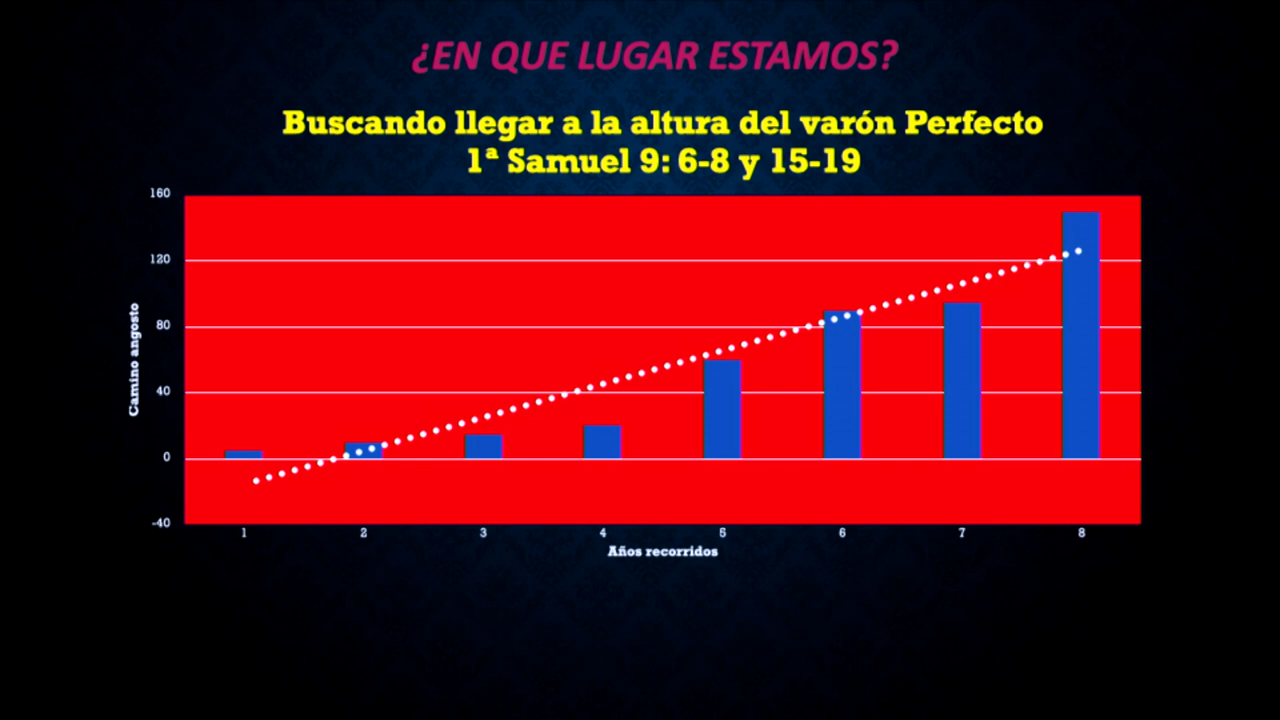 ¿EN QUE LUGAR ESTAMOS?
Buscando llegar a la altura del varón Perfecto
1ª Samuel 9: 6-8 y 15-19
160
120
80
40
0
-40
Camino angosto
1 2 3 4 5 6 7 8
Años recorridos